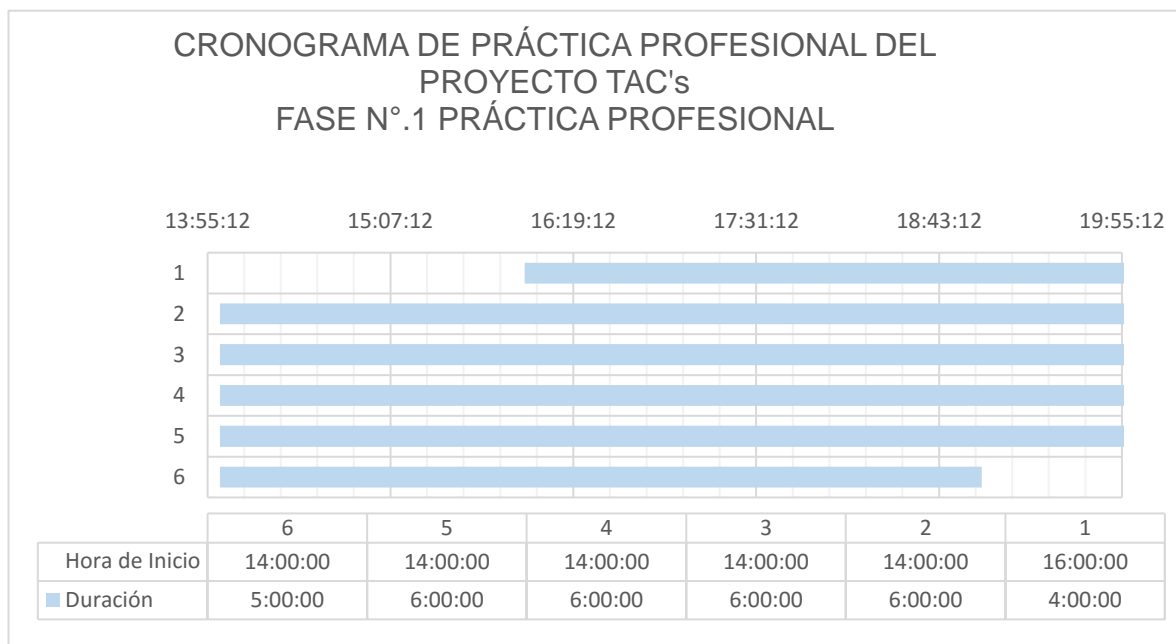 CRONOGRAMA DE PRÁCTICA PROFESIONAL DEL
PROYECTO TAC's
FASE N°.1 PRÁCTICA PROFESIONAL
13:55:12 15:07:12 16:19:12 17:31:12 18:43:12 19:55:12
1
2
3
4
5
6
6 5 4 3 2 1
Hora de Inicio 14:00:00 14:00:00 14:00:00 14:00:00 14:00:00 16:00:00
Duración 5:00:00 6:00:00 6:00:00 6:00:00 6:00:00 4:00:00